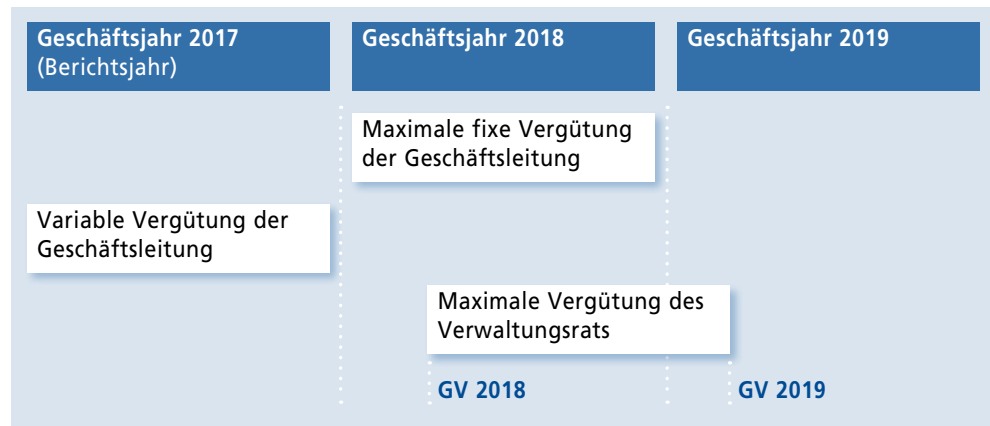 Geschäftsjahr 2017
(Berichtsjahr)
Geschäftsjahr 2018
Geschäftsjahr 2019
Maximale fixe Vergütung
der Geschäftsleitung
Variable Vergütung der
Geschäftsleitung
Maximale Vergütung des
Verwaltungsrats
GV 2018
GV 2019